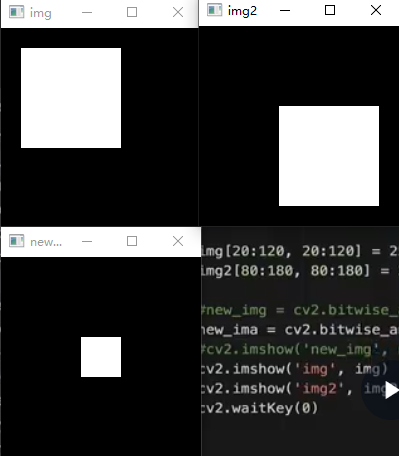 img
img2
new...
img[20:120, 20:120] = 2
img2[80:180, 80:180] =
#new_img = cv2.bitwise_
new_ima = cv2.bitwise_a
#cv2.imshow('new_img',
cv2.imshow('img', img)
cv2.imshow('img2', img
cv2.waitKey(0)